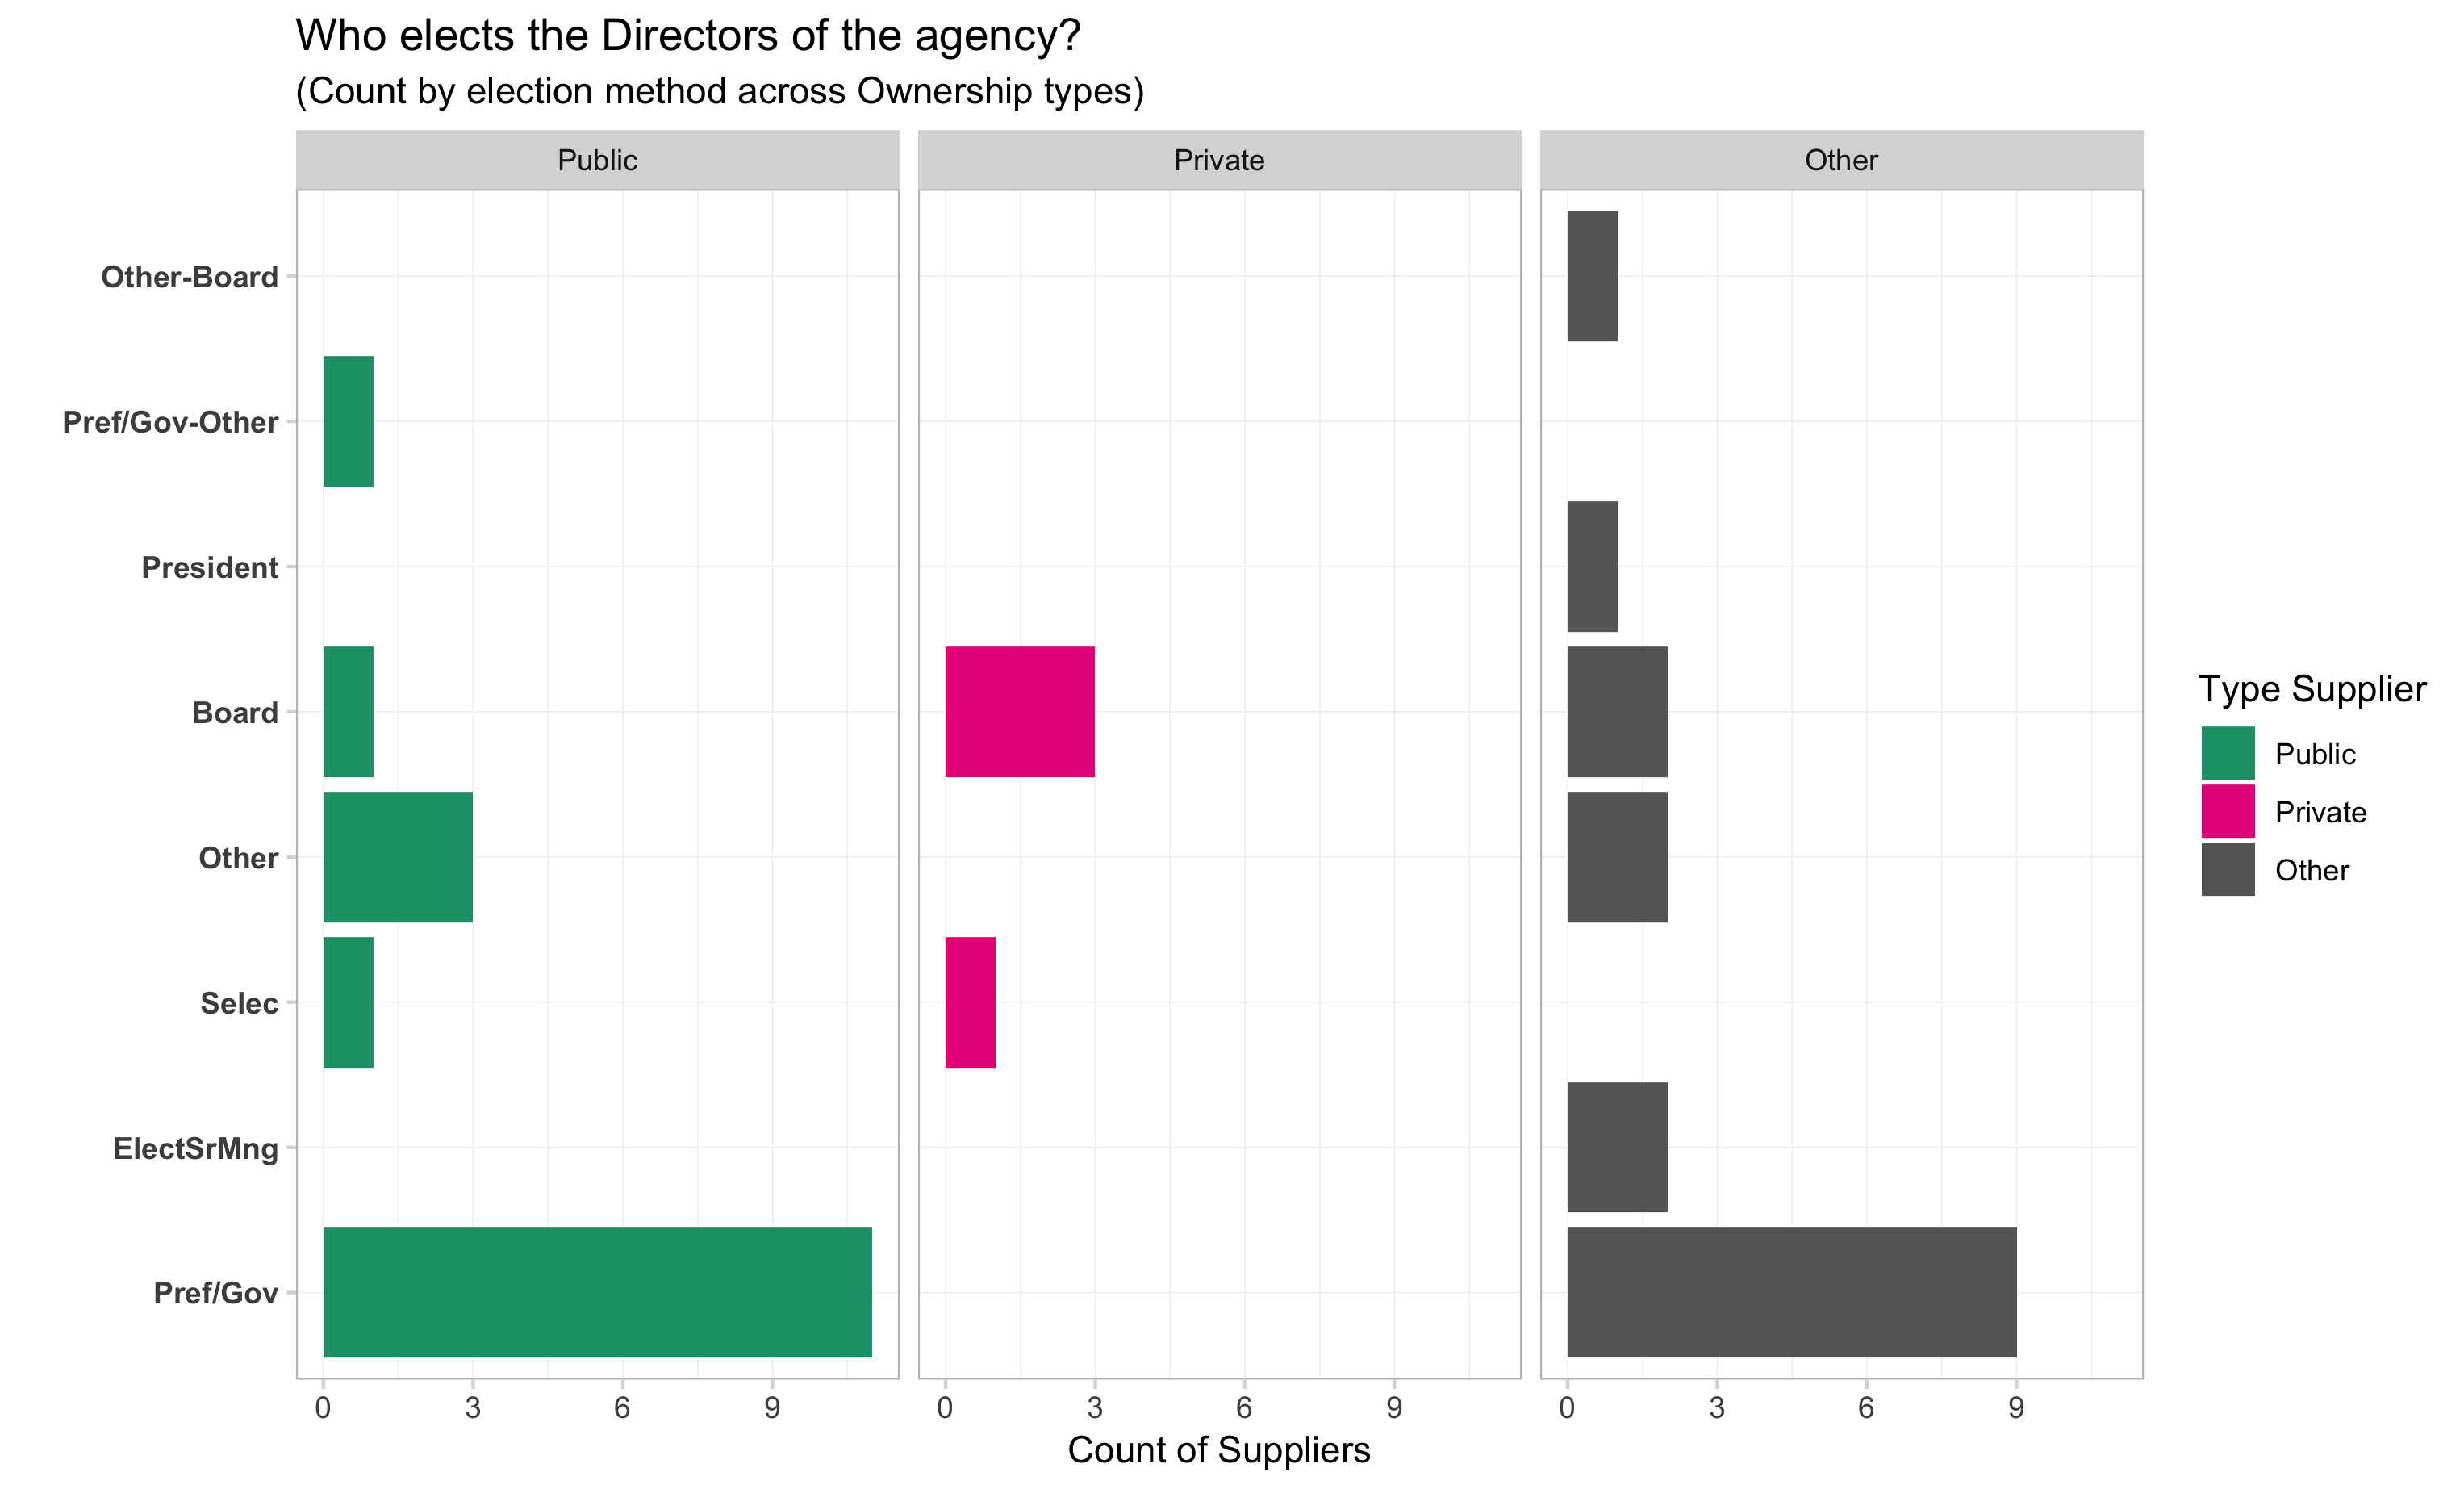 Who elects the Directors of the agency?
(Count by election method across Ownership types)
Public
Private
Other
Other-Board
Pref/Gov-Other
President
Board
Other
Selec
ElectSrMng
Pref/Gov
0 3 6 9
0 3 6 9
0 3 6 9
Count of Suppliers
Type Supplier
Public
Private
Other